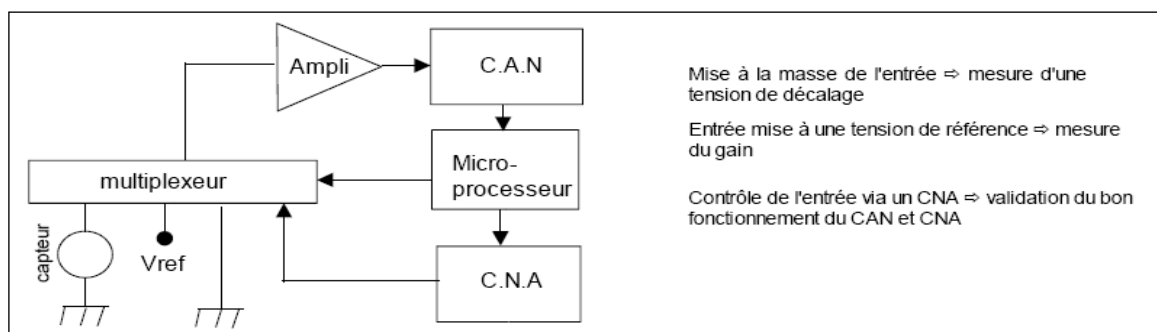 Ampli
C.A.N
Micro-
processeur
multiplexeur
capteur
Vref
C.N.A
Mise à la masse de l'entrée ⇨ mesure d'une
tension de décalage
Entrée mise à une tension de référence ⇨ mesure
du gain
Contrôle de l'entrée via un CNA ⇨ validation du bon
fonctionnement du CAN et CNA